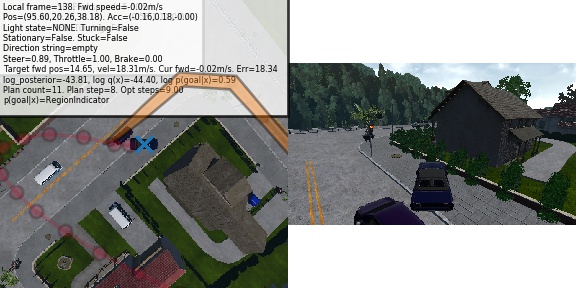 Local frame=138. Fwd speed=-0.02m/s
Pos=(95.60,20.26,38.18). Acc=(-0.16,0.18,-0.00)
Light state=NONE. Turning=False
Stationary=False. Stuck=False
Direction string=empty
Steer=0.89, Throttle=1.00, Brake=0.00
Target fwd pos=14.65, vel=18.31m/s. Cur fwd=-0.02m/s. Err=18.34
log_posterior=-43.81, log q(x)=-44.40, log p(goal|x)=0.59
Plan count=11. Plan step=8. Opt steps=9.00
p(goal|x)=RegionIndicator